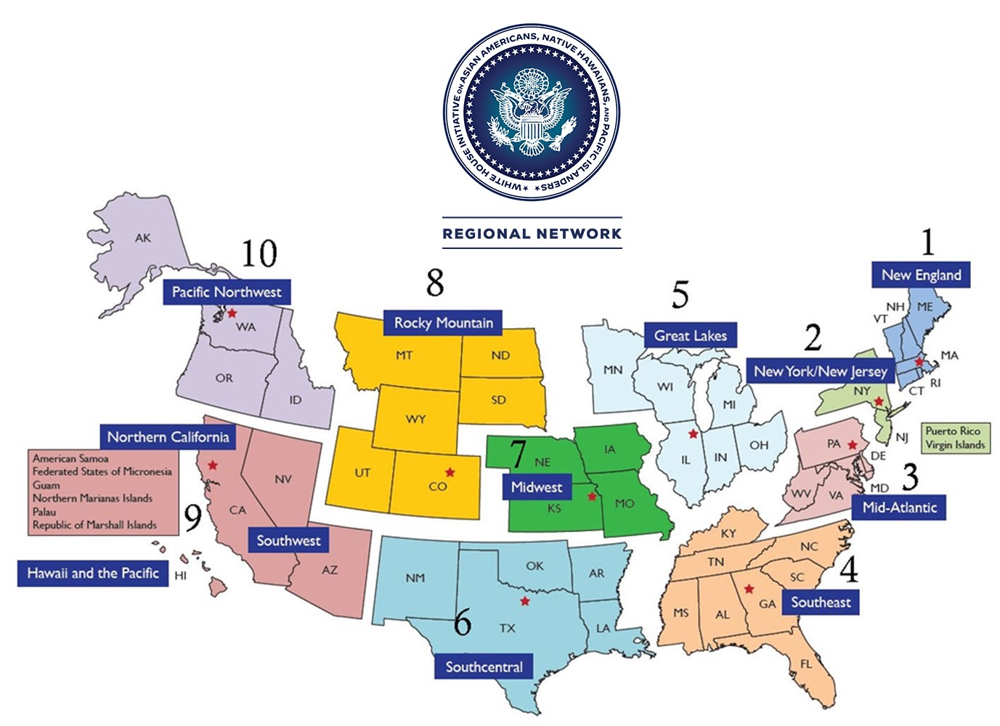 WHITE HOUSE INITIATIVE ON ASIAN AMERICANS, NATIVE HAWAIIANS, AND PACIFIC ISLANDERS
REGIONAL NETWORK
AK
10
Pacific Northwest
WA
OR
ID
8
Rocky Mountain
MT
ND
SD
WY
UT
CO
5
Great Lakes
MN
WI
MI
IL
IN
OH
1
New England
NH
ME
VT
MA
RI
CT
2
New York/New Jersey
NY
NJ
Puerto Rico
Virgin Islands
PA
DE
MD
3
WV
VA
Mid-Atlantic
Northern California
American Samoa
Federated States of Micronesia
Guam
Northern Marianas Islands
Palau
Republic of Marshall Islands
9
NV
CA
Southwest
AZ
Hawaii and the Pacific
HI
7
NE
IA
Midwest
KS
MO
NM
OK
AR
6
TX
LA
Southcentral
KY
NC
TN
SC
4
Southeast
MS
AL
GA
FL